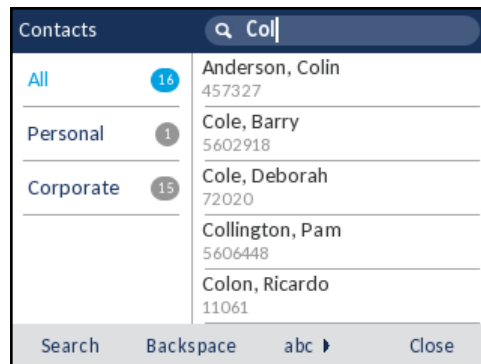 Contacts
Col
All 16
Personal 1
Corporate 15
Anderson, Colin
457327
Cole, Barry
5602918
Cole, Deborah
72020
Collington, Pam
5606448
Colon, Ricardo
11061
Search Backspace abc Close